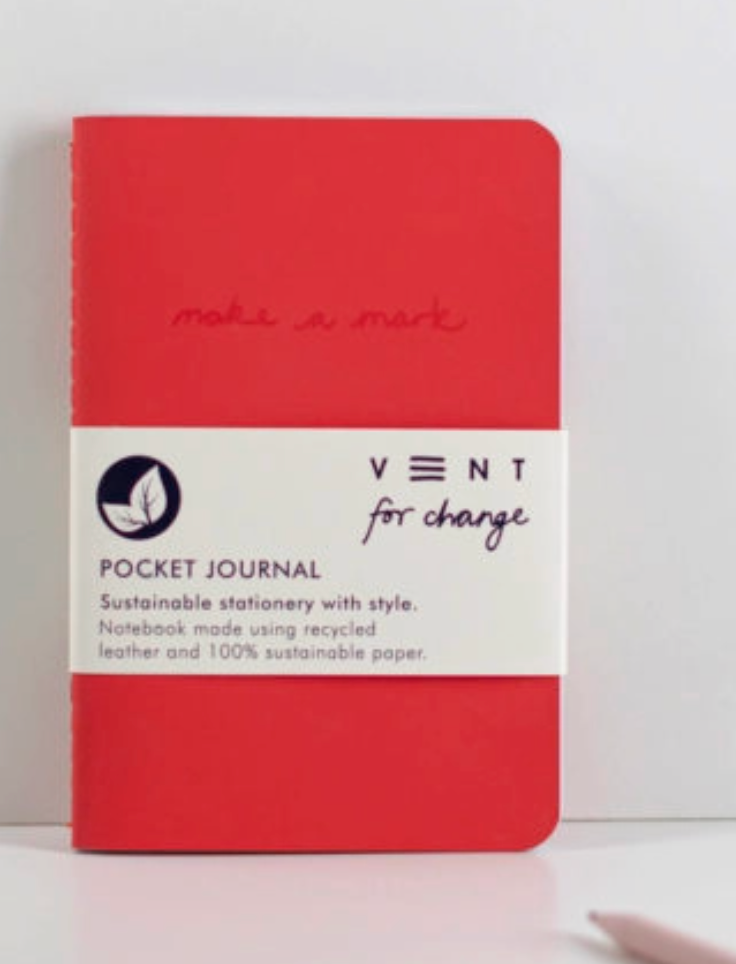 make a mark
VENT
for change
POCKET JOURNAL
Sustainable stationery with style.
Notebook made using recycled
leather and 100% sustainable paper.